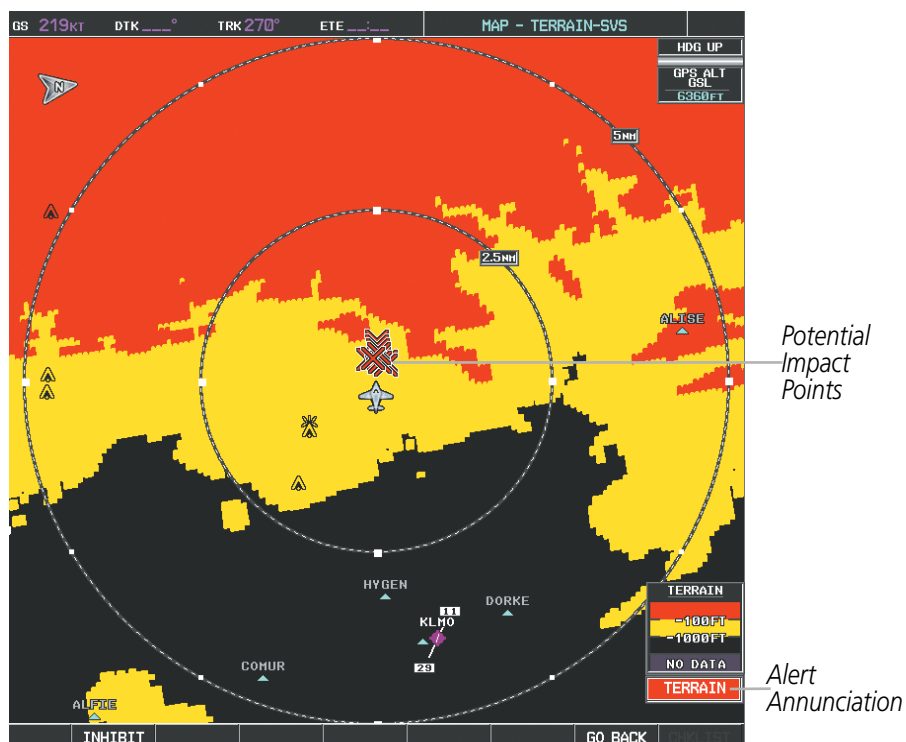 GS 219KT DTK___° TRK 270° ETE __:__ MAP - TERRAIN-SVS
HDG UP
N
GPS ALT
GSL
6360FT
5NM
2.5NM
ALISE
Potential
Impact
Points
HYGEN
DORKE
11
KLMO
29
COMUR
ALFIE
TERRAIN
-100FT
-1000FT
NO DATA
TERRAIN
Alert
Annunciation
INHIBIT GO BACK CHKLIST